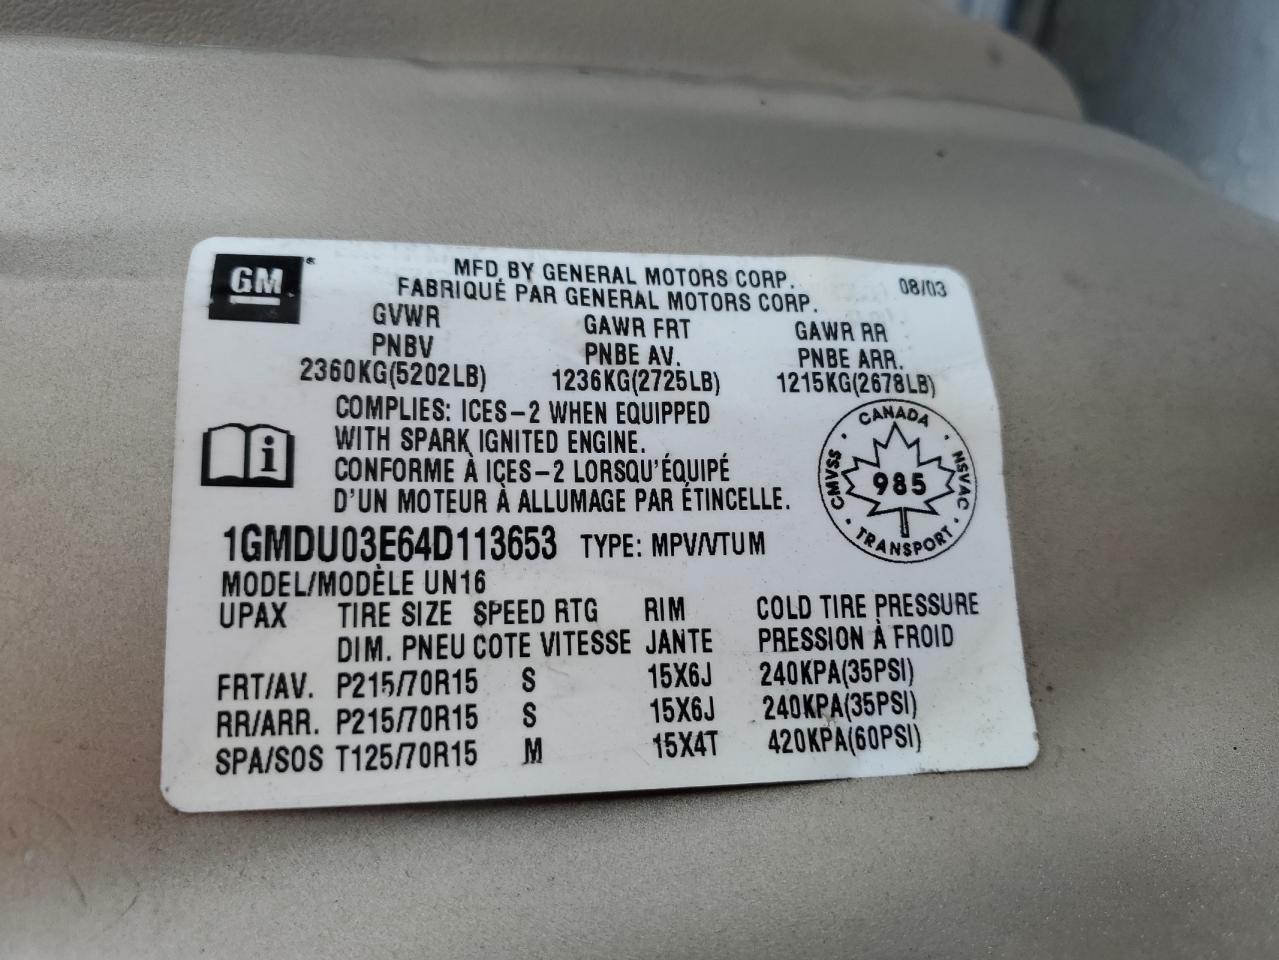 GM
MFD BY GENERAL MOTORS CORP.
08/03
FABRIQUÉ PAR GENERAL MOTORS CORP.
GVWR GAWR FRT GAWR RR
PNBV PNBE AV. PNBE ARR.
2360KG(5202LB) 1236KG(2725LB) 1215KG(2678LB)
COMPLIES: ICES-2 WHEN EQUIPPED
WITH SPARK IGNITED ENGINE.
CONFORME À ICES-2 LORSQU'ÉQUIPÉ
D'UN MOTEUR À ALLUMAGE PAR ÉTINCELLE.
i
CANADA
CMVSS 985 NSVAC
TRANSPORT
1GMDU03E64D113653 TYPE: MPV/VTUM
MODEL/MODÈLE UN16
UPAX TIRE SIZE SPEED RTG RIM COLD TIRE PRESSURE
DIM. PNEU COTE VITESSE JANTE PRESSION À FROID
FRT/AV. P215/70R15 S 15X6J 240KPA(35PSI)
RR/ARR. P215/70R15 S 15X6J 240KPA(35PSI)
SPA/SOS T125/70R15 M 15X4T 420KPA(60PSI)